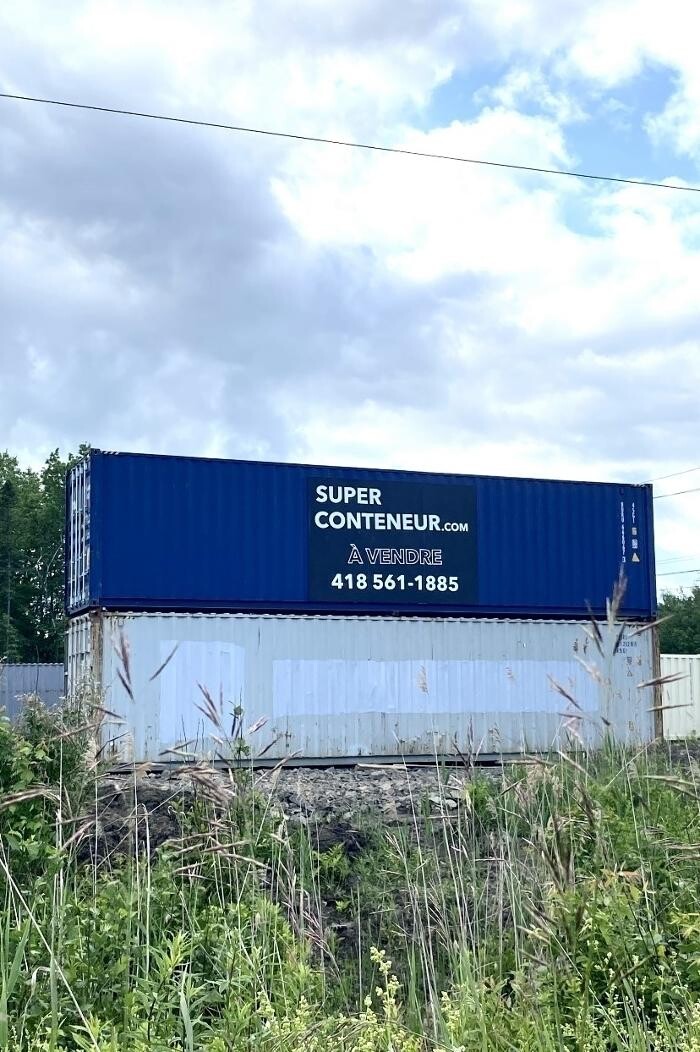 SUPER
CONTENEUR.COM
À VENDRE
418 561-1885